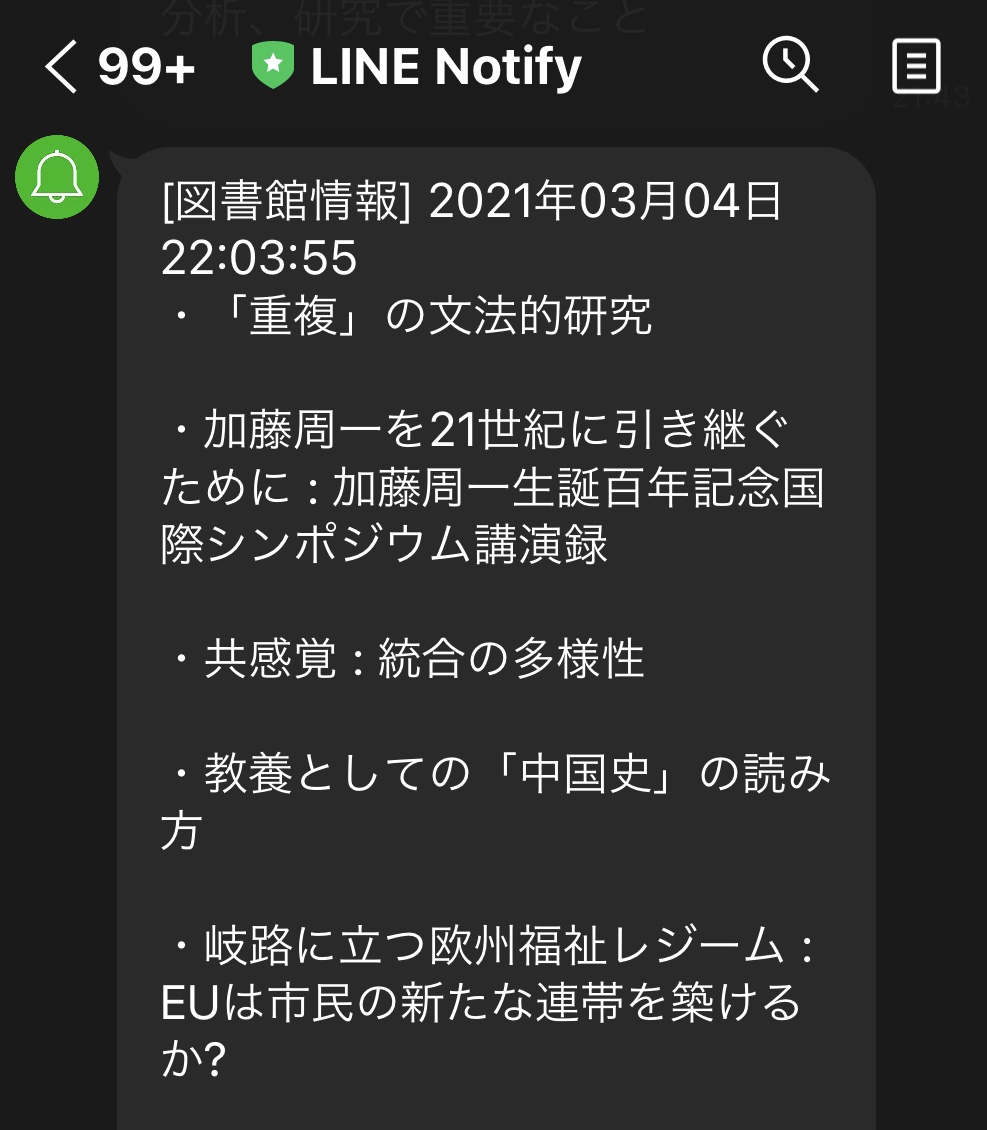 分析、研究で重要なこと
99+ LINE Notify
21:43
[図書館情報] 2021年03月04日
22:03:55
・「重複」の文法的研究
・加藤周一を21世紀に引き継ぐ
ために : 加藤周一生誕百年記念国
際シンポジウム講演録
・共感覚 : 統合の多様性
・教養としての「中国史」の読み
方
・岐路に立つ欧州福祉レジーム :
EUは市民の新たな連帯を築ける
か?